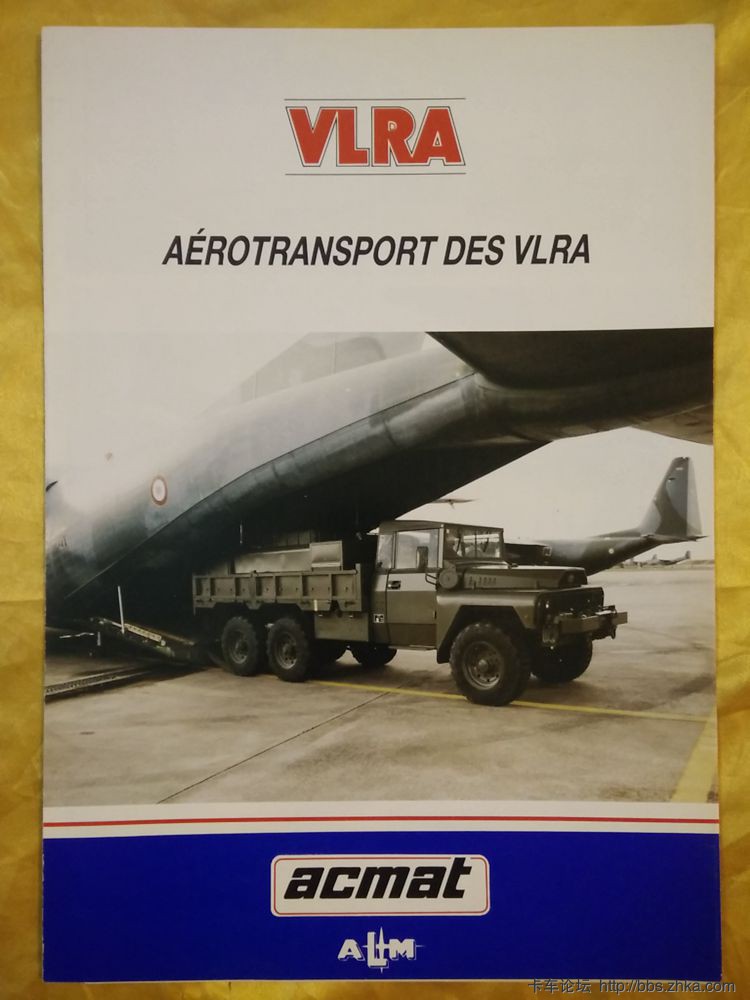 VLRA
AÉROTRANSPORT DES VLRA
acmat
ALM
卡车论坛 http://bbs.zhka.com